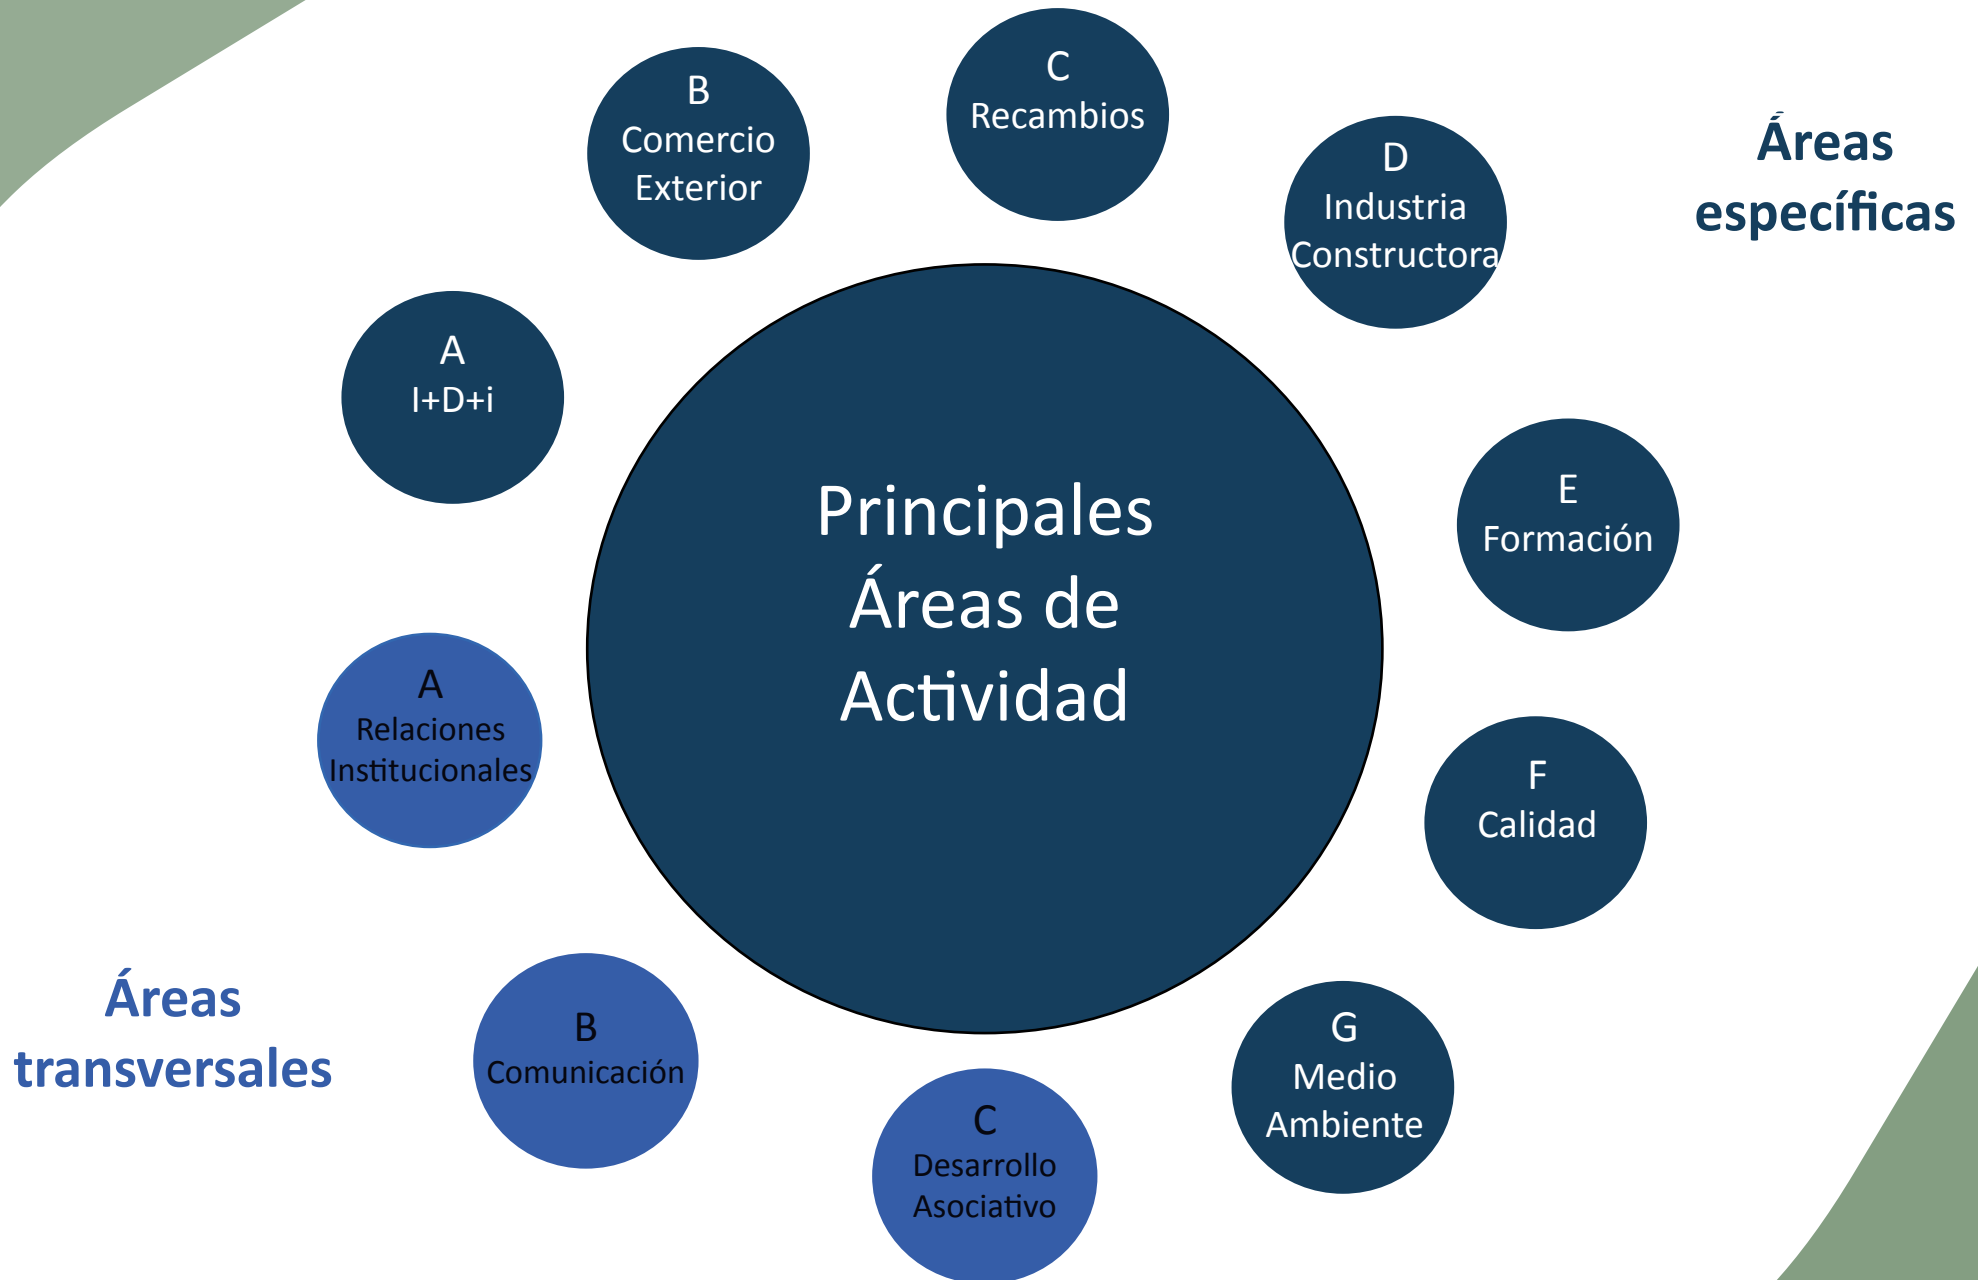 C
Recambios
B
Comercio
Exterior
D
Industria
Constructora
Áreas
específicas
A
I+D+i
Principales
Áreas de
Actividad
E
Formación
A
Relaciones
Institucionales
F
Calidad
Áreas
transversales
B
Comunicación
G
Medio
Ambiente
C
Desarrollo
Asociativo